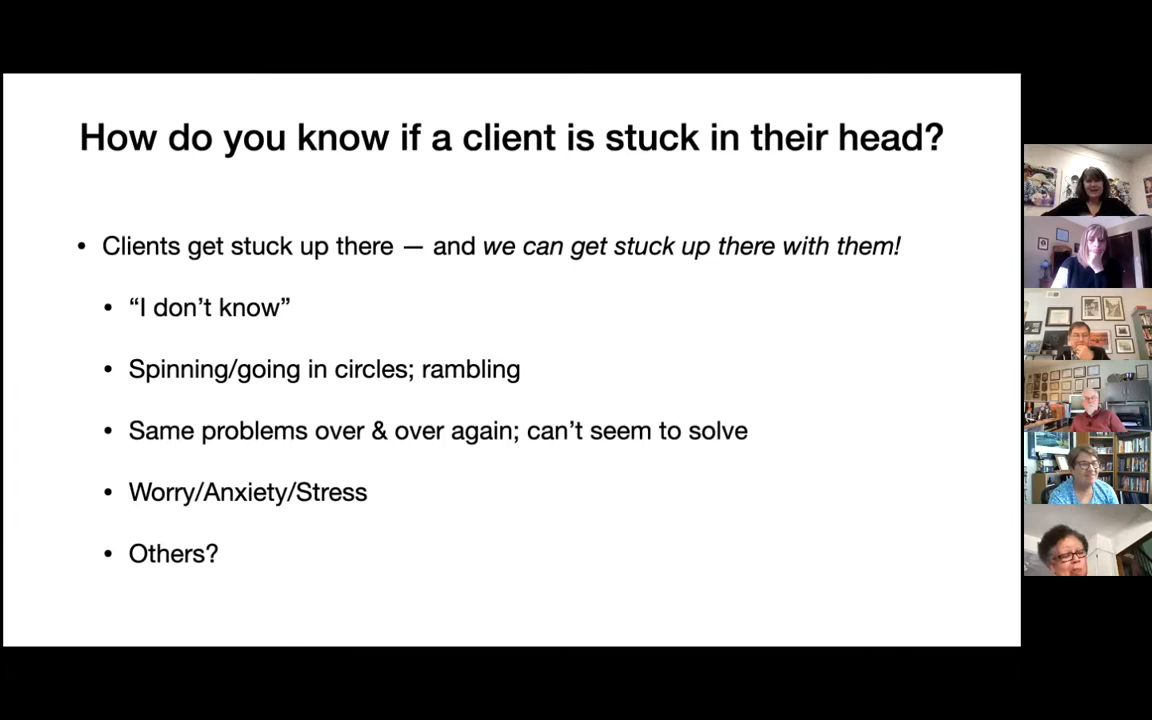 How do you know if a client is stuck in their head?
• Clients get stuck up there — and we can get stuck up there with them!
• “I don’t know”
• Spinning/going in circles; rambling
• Same problems over & over again; can’t seem to solve
• Worry/Anxiety/Stress
• Others?